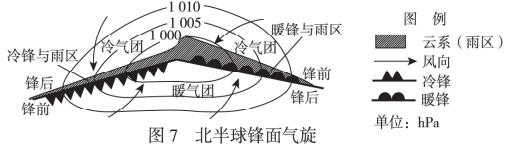 1 010
1 005
1 000
冷锋与雨区
冷气团
暖锋与雨区
冷气团
暖气团
锋后
锋前
锋前
锋后
图7 北半球锋面气旋
图 例
云系（雨区）
风向
冷锋
暖锋
单位：hPa